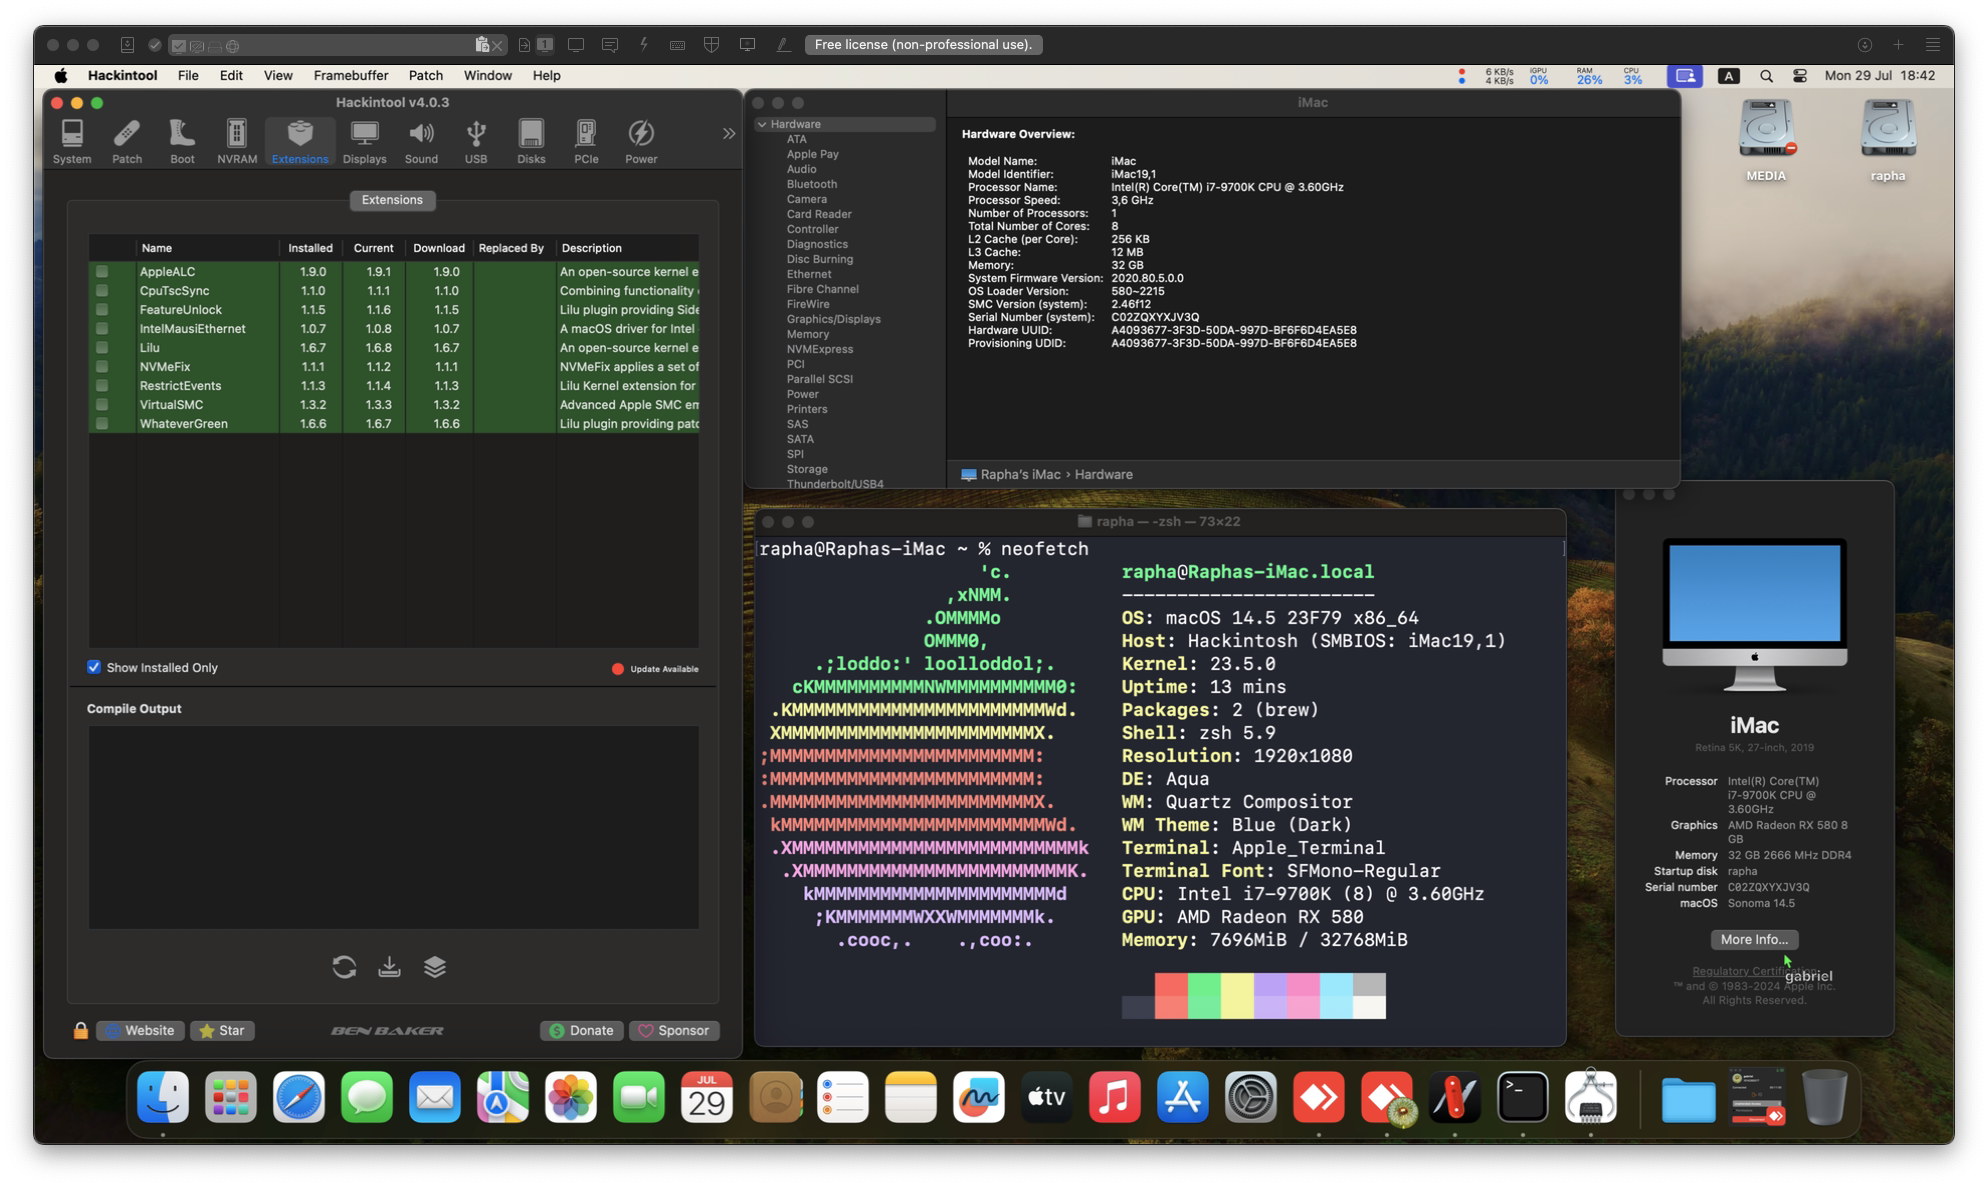 1
Free license (non-professional use).
Hackintool File Edit View Framebuffer Patch Window Help
6 KB/s
4 KB/s
iGPU
0%
RAM
26%
CPU
3%
A
Mon 29 Jul 18:42
Hackintool v4.0.3
System Patch Boot NVRAM Extensions Displays Sound USB Disks PCIe Power
Extensions
Name Installed Current Download Replaced By Description
AppleALC 1.9.0 1.9.1 1.9.0 An open-source kernel e
CpuTscSync 1.1.0 1.1.1 1.1.0 Combining functionality
FeatureUnlock 1.1.5 1.1.6 1.1.5 Lilu plugin providing Side
IntelMausiEthernet 1.0.7 1.0.8 1.0.7 A macOS driver for Intel
Lilu 1.6.7 1.6.8 1.6.7 An open-source kernel e
NVMeFix 1.1.1 1.1.2 1.1.1 NVMeFix applies a set of
RestrictEvents 1.1.3 1.1.4 1.1.3 Lilu Kernel extension for
VirtualSMC 1.3.2 1.3.3 1.3.2 Advanced Apple SMC em
WhateverGreen 1.6.6 1.6.7 1.6.6 Lilu plugin providing patc
Show Installed Only
Update Available
Compile Output
Website
Star
BEN BAKER
Donate
Sponsor
iMac
Hardware
ATA
Apple Pay
Audio
Bluetooth
Camera
Card Reader
Controller
Diagnostics
Disc Burning
Ethernet
Fibre Channel
FireWire
Graphics/Displays
Memory
NVMExpress
PCI
Parallel SCSI
Power
Printers
SAS
SATA
SPI
Storage
Thunderbolt/USB4
Hardware Overview:
Model Name: iMac
Model Identifier: iMac19,1
Processor Name: Intel(R) Core(TM) i7-9700K CPU @ 3.60GHz
Processor Speed: 3,6 GHz
Number of Processors: 1
Total Number of Cores: 8
L2 Cache (per Core): 256 KB
L3 Cache: 12 MB
Memory: 32 GB
System Firmware Version: 2020.80.5.0.0
OS Loader Version: 580~2215
SMC Version (system): 2.46f12
Serial Number (system): C02ZQXYXJV3Q
Hardware UUID: A4093677-3F3D-50DA-997D-BF6F6D4EA5E8
Provisioning UDID: A4093677-3F3D-50DA-997D-BF6F6D4EA5E8
Rapha's iMac › Hardware
MEDIA
rapha
rapha — -zsh — 73×22
[rapha@Raphas-iMac ~ % neofetch ]
'c. rapha@Raphas-iMac.local
,xNMM. -----------------------
.OMMMMo OS: macOS 14.5 23F79 x86_64
OMMM0, Host: Hackintosh (SMBIOS: iMac19,1)
.;loddo:' loolloddol;. Kernel: 23.5.0
cKMMMMMMMMMMNWMMMMMMMMMM0: Uptime: 13 mins
.KMMMMMMMMMMMMMMMMMMMMMMMWd. Packages: 2 (brew)
XMMMMMMMMMMMMMMMMMMMMMMMX. Shell: zsh 5.9
;MMMMMMMMMMMMMMMMMMMMMMMM: Resolution: 1920x1080
:MMMMMMMMMMMMMMMMMMMMMMMM: DE: Aqua
.MMMMMMMMMMMMMMMMMMMMMMMMX. WM: Quartz Compositor
kMMMMMMMMMMMMMMMMMMMMMMMMWd. WM Theme: Blue (Dark)
.XMMMMMMMMMMMMMMMMMMMMMMMMMMk Terminal: Apple_Terminal
.XMMMMMMMMMMMMMMMMMMMMMMMMK. Terminal Font: SFMono-Regular
kMMMMMMMMMMMMMMMMMMMMMMd CPU: Intel i7-9700K (8) @ 3.60GHz
;KMMMMMMMWXXWMMMMMMMk. GPU: AMD Radeon RX 580
.cooc,. .,coo:. Memory: 7696MiB / 32768MiB
iMac
Retina 5K, 27-inch, 2019
Processor Intel(R) Core(TM)
i7-9700K CPU @
3.60GHz
Graphics AMD Radeon RX 580 8
GB
Memory 32 GB 2666 MHz DDR4
Startup disk rapha
Serial number C02ZQXYXJV3Q
macOS Sonoma 14.5
More Info...
gabriel
Regulatory
™ and © 1983-2024 Apple Inc.
All Rights Reserved.
JUL
29
tv
>_